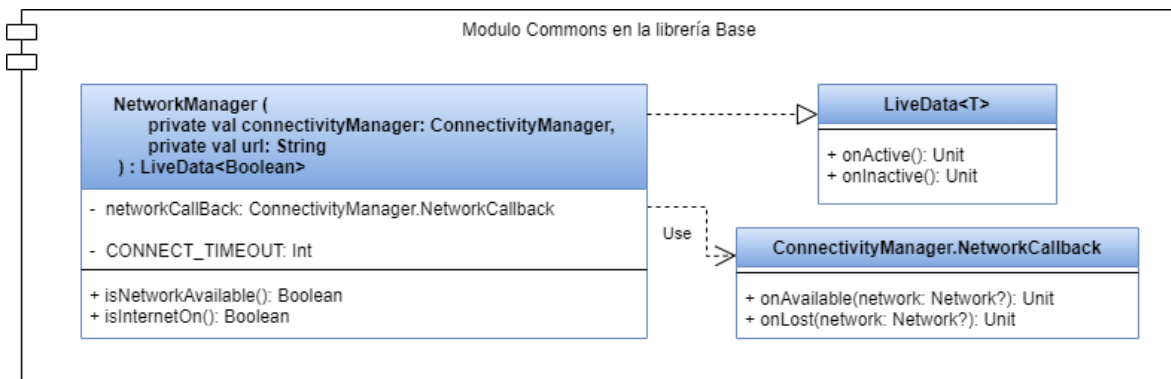 Modulo Commons en la librería Base
NetworkManager (
private val connectivityManager: ConnectivityManager,
private val url: String
) : LiveData<Boolean>
- networkCallBack: ConnectivityManager.NetworkCallback
- CONNECT_TIMEOUT: Int
+ isNetworkAvailable(): Boolean
+ isInternetOn(): Boolean
LiveData<T>
+ onActive(): Unit
+ onInactive(): Unit
Use
ConnectivityManager.NetworkCallback
+ onAvailable(network: Network?): Unit
+ onLost(network: Network?): Unit